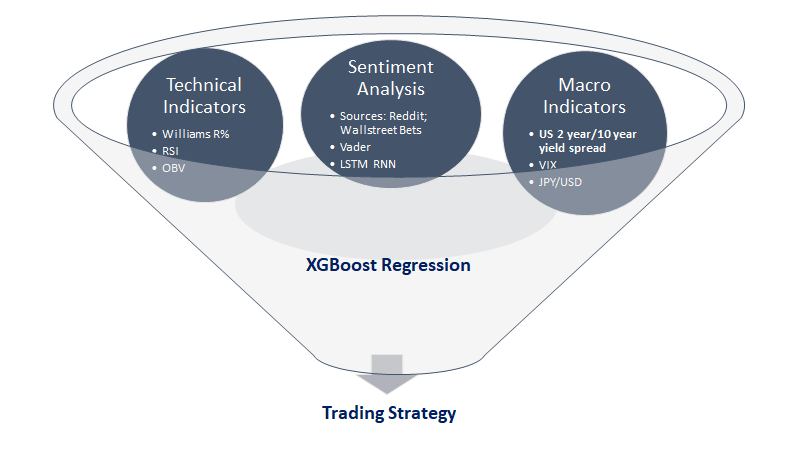 Technical
Indicators
• Williams R%
• RSI
• OBV
Sentiment
Analysis
• Sources: Reddit;
Wallstreet Bets
• Vader
• LSTM RNN
Macro
Indicators
• US 2 year/10 year
yield spread
• VIX
• JPY/USD
XGBoost Regression
Trading Strategy